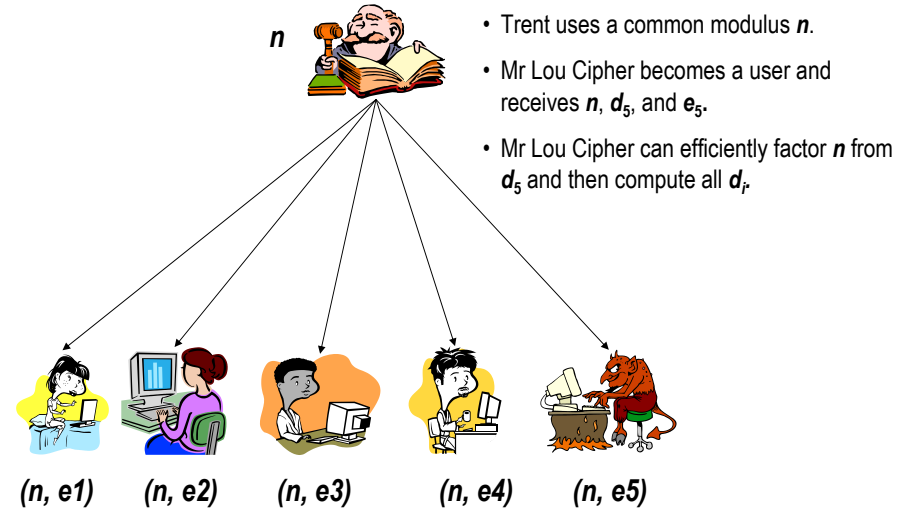 n
• Trent uses a common modulus n.
• Mr Lou Cipher becomes a user and
receives n, d₅, and e₅.
• Mr Lou Cipher can efficiently factor n from
d₅ and then compute all dᵢ.
(n, e1) (n, e2) (n, e3) (n, e4) (n, e5)